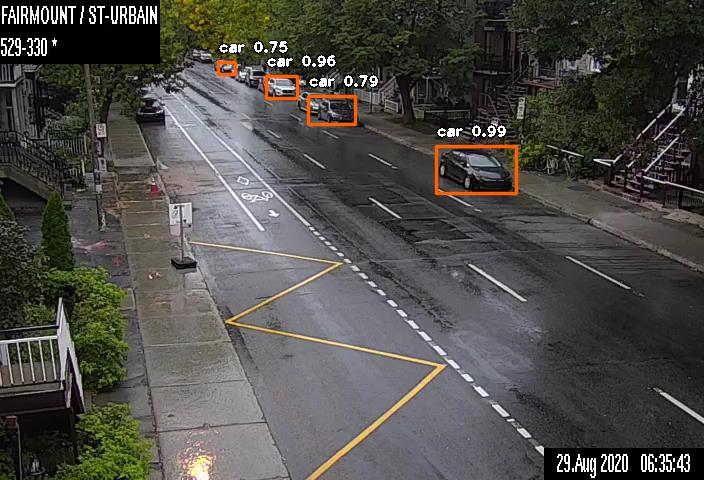 FAIRMOUNT / ST-URBAIN
529-330 *
car 0.75
car 0.96
car 0.79
car 0.99
29.Aug 2020 06:35:43